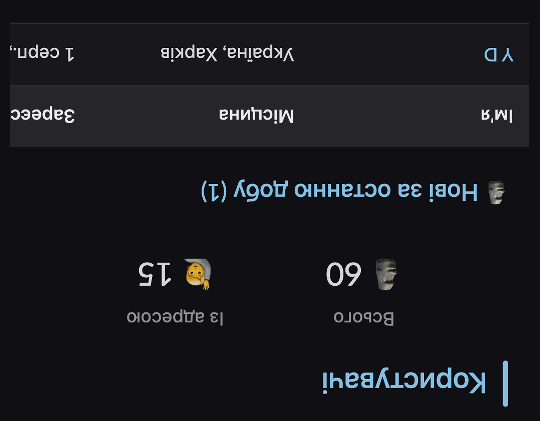 Користувачі
Всього Із адресою
🗿 60 🤷 15
🗿 Нові за останню добу (1)
Ім'я Місцина Зареєс
Y D Україна, Харків 1 серп.,